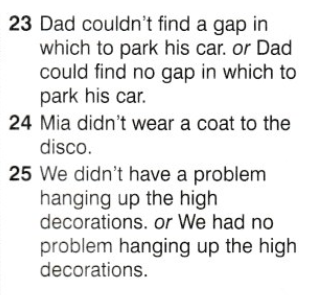 23 Dad couldn't find a gap in
which to park his car. or Dad
could find no gap in which to
park his car.
24 Mia didn't wear a coat to the
disco.
25 We didn't have a problem
hanging up the high
decorations. or We had no
problem hanging up the high
decorations.